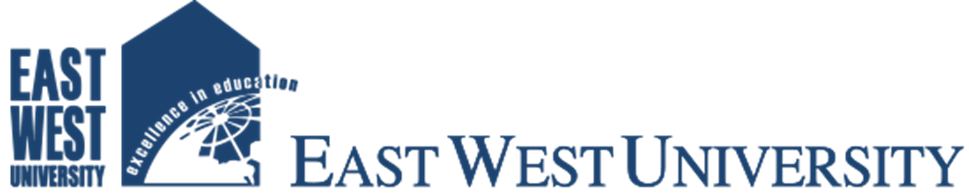 EAST
WEST
UNIVERSITY
excellence in education
EAST WEST UNIVERSITY